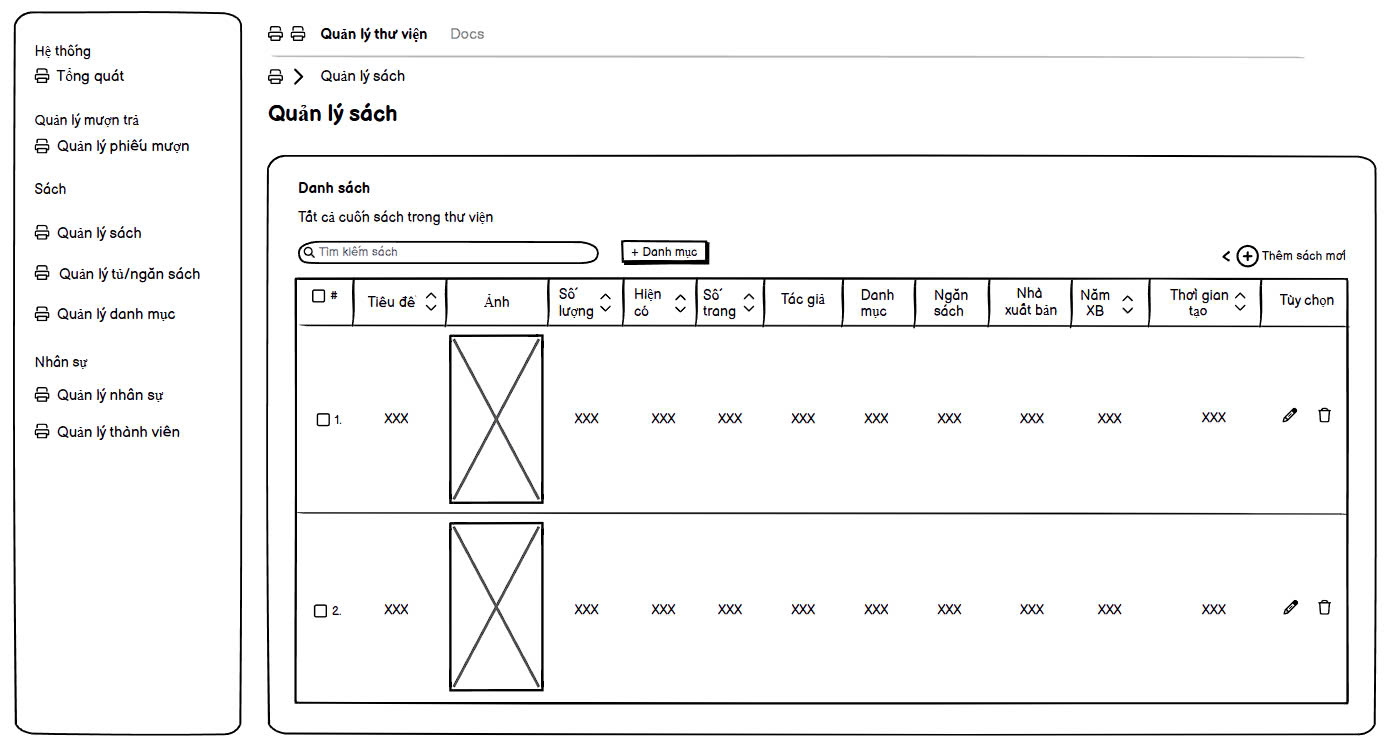 Hệ thống
Tổng quát
Quản lý mượn trả
Quản lý phiếu mượn
Sách
Quản lý sách
Quản lý tủ/ngăn sách
Quản lý danh mục
Nhân sự
Quản lý nhân sự
Quản lý thành viên
Quản lý thư viện Docs
Quản lý sách
Quản lý sách
Danh sách
Tất cả cuốn sách trong thư viện
Tìm kiếm sách
+ Danh mục
Thêm sách mới
#
Tiêu đề
Ảnh
Số
lượng
Hiện
có
Số
trang
Tác giả
Danh
mục
Ngăn
sách
Nhà
xuất bản
Năm
XB
Thời gian
tạo
Tùy chọn
1. XXX XXX XXX XXX XXX XXX XXX XXX XXX XXX
2. XXX XXX XXX XXX XXX XXX XXX XXX XXX XXX